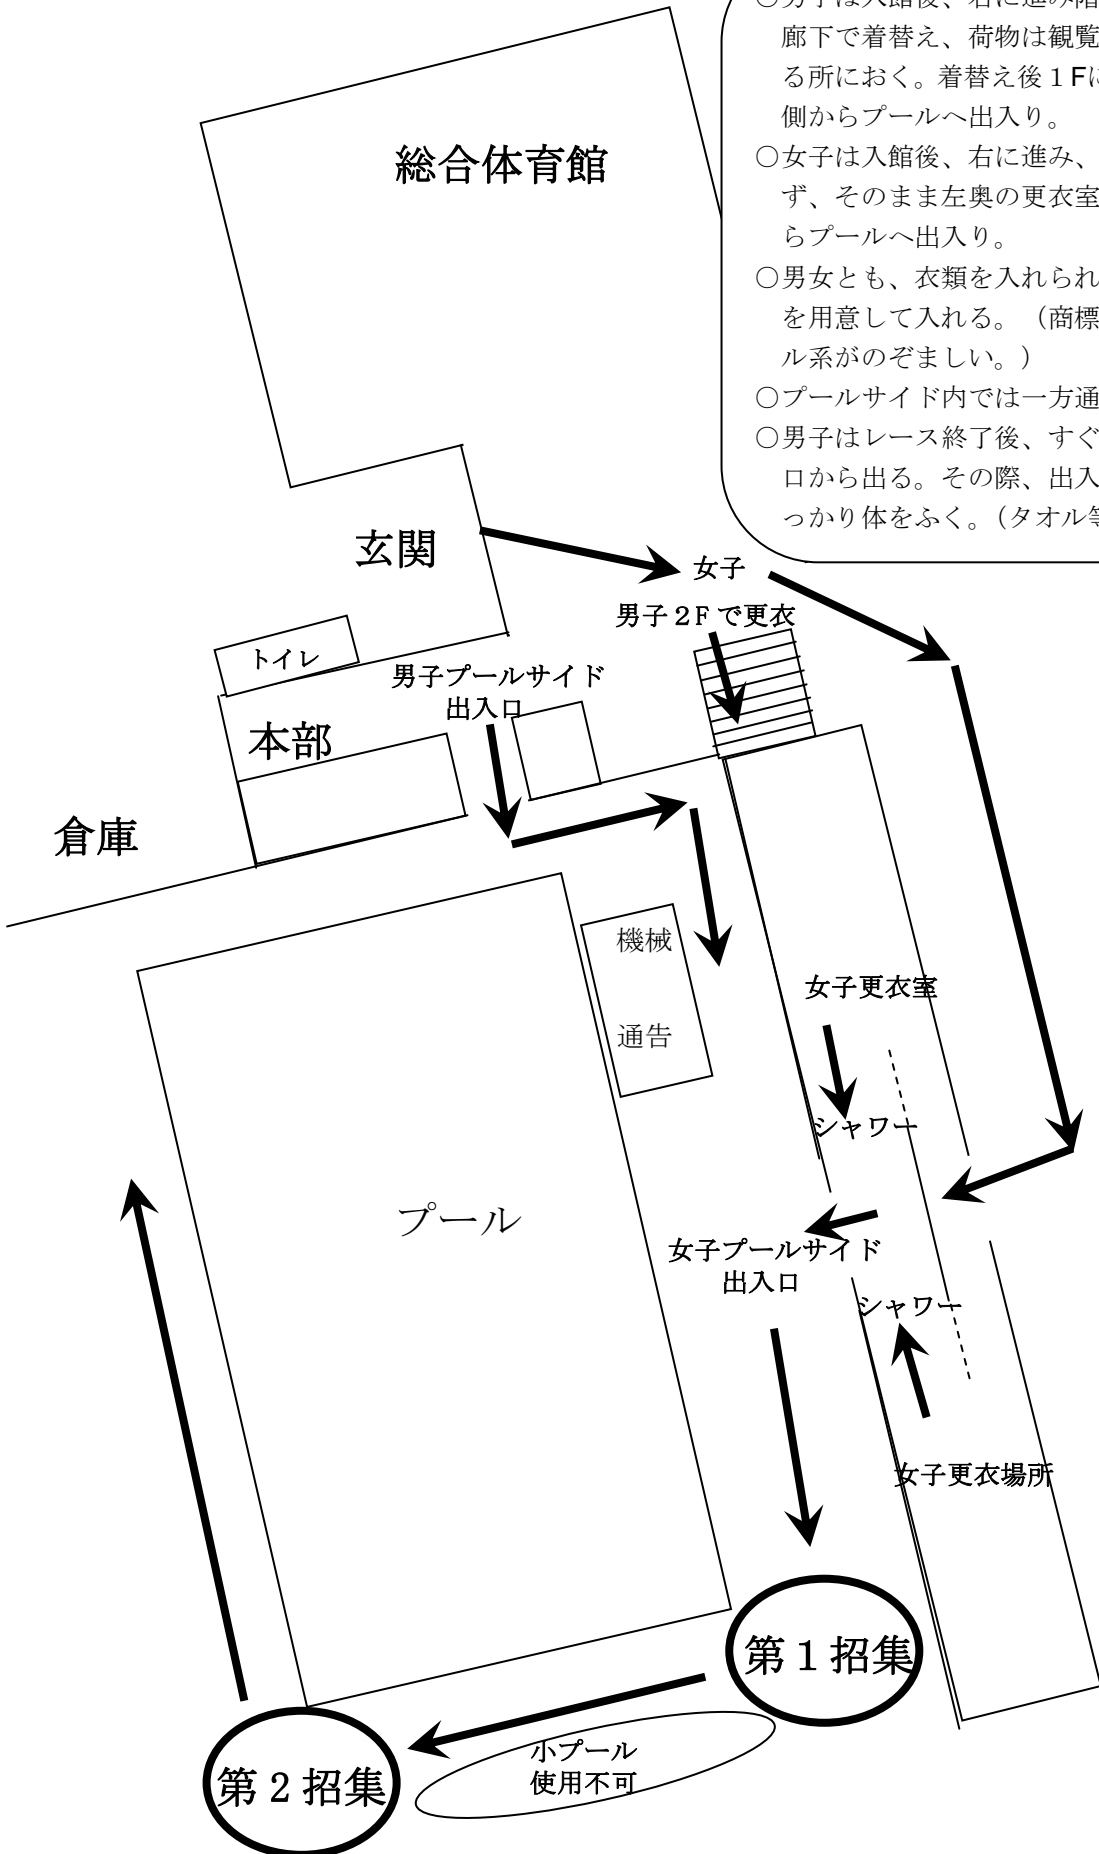 ○男子は入館後、右に進み階
廊下で着替え、荷物は観覧
る所におく。着替え後１Fに
側からプールへ出入り。
○女子は入館後、右に進み、
ず、そのまま左奥の更衣室
らプールへ出入り。
○男女とも、衣類を入れられ
を用意して入れる。（商標
ル系がのぞましい。）
○プールサイド内では一方通
○男子はレース終了後、すぐ
ロから出る。その際、出入
っかり体をふく。（タオル等
総合体育館
玄関
女子
男子２F で更衣
トイレ
男子プールサイド
出入口
本部
倉庫
機械
通告
女子更衣室
シャワー
プール
女子プールサイド
出入口
シャワー
女子更衣場所
第１招集
小プール
使用不可
第２招集